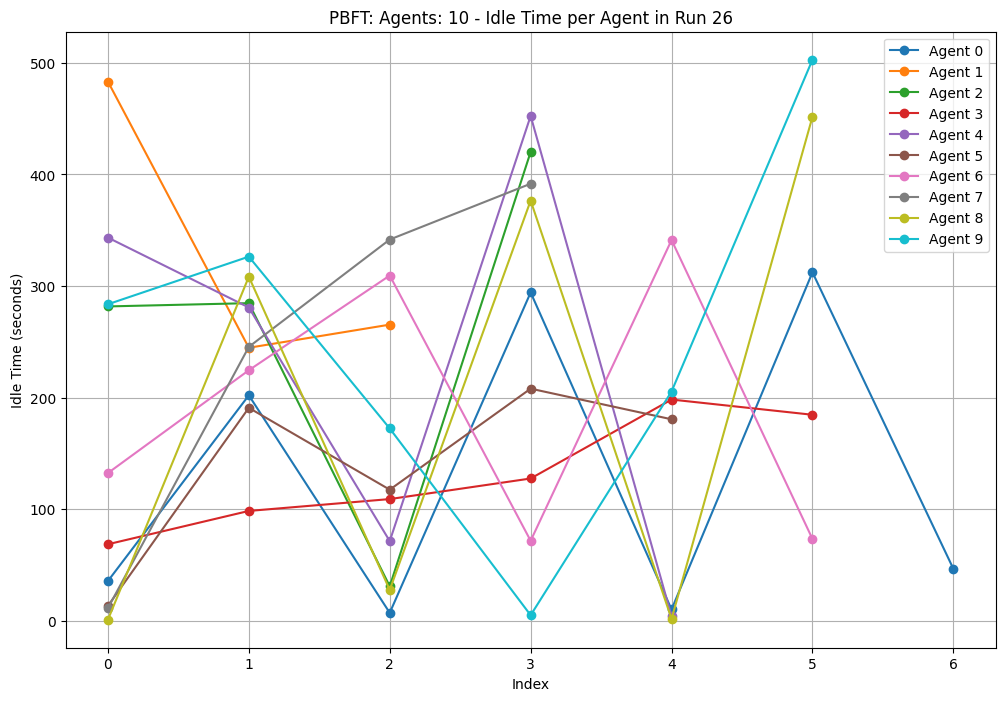 PBFT: Agents: 10 - Idle Time per Agent in Run 26
Idle Time (seconds)
500
400
300
200
100
0
0 1 2 3 4 5 6
Index
Agent 0
Agent 1
Agent 2
Agent 3
Agent 4
Agent 5
Agent 6
Agent 7
Agent 8
Agent 9